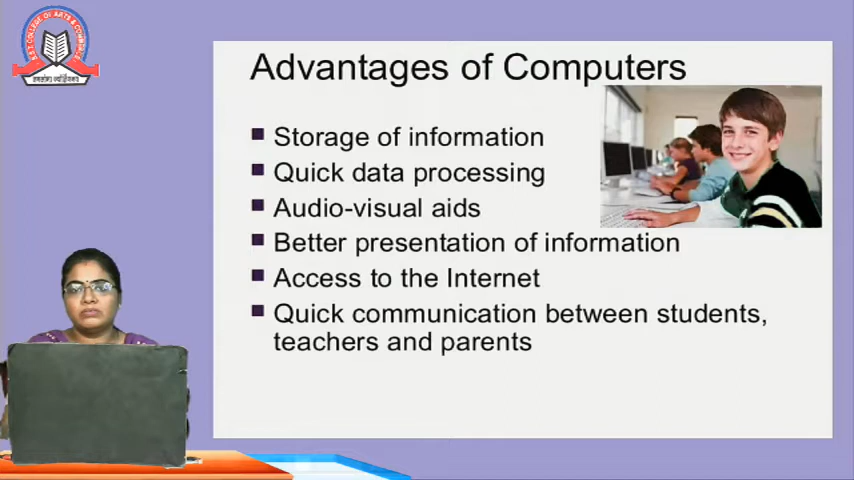 Advantages of Computers
Storage of information
Quick data processing
Audio-visual aids
Better presentation of information
Access to the Internet
Quick communication between students,
teachers and parents